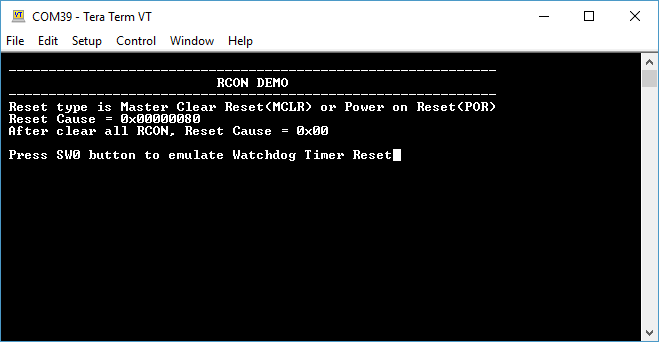 COM39 - Tera Term VT
File Edit Setup Control Window Help
RCON DEMO
Reset type is Master Clear Reset(MCLR) or Power on Reset(POR)
Reset Cause = 0x00000080
After clear all RCON, Reset Cause = 0x00
Press SW0 button to emulate Watchdog Timer Reset